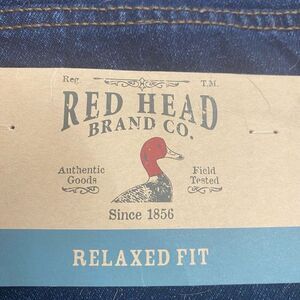 Reg. T.M.
RED HEAD
BRAND CO.
Authentic Field
Goods Tested
Since 1856
RELAXED FIT